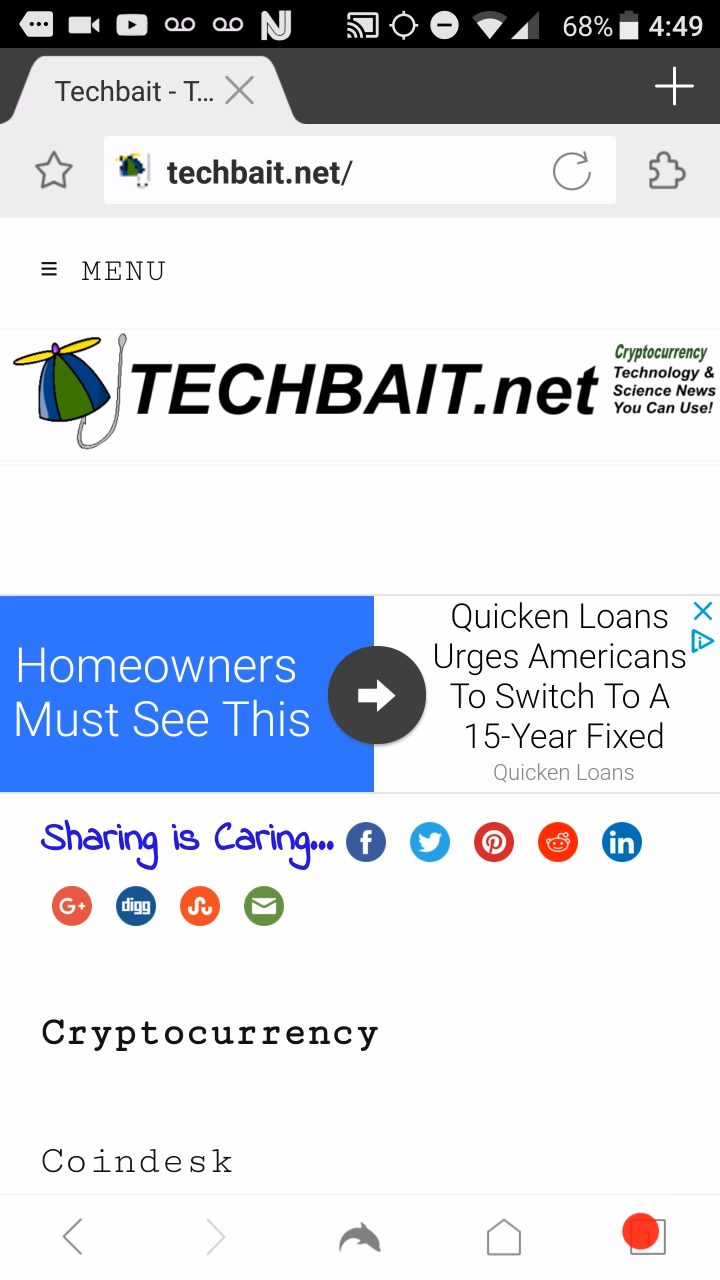 68% 4:49
Techbait - T...
techbait.net/
≡ MENU
TECHBAIT.net
Cryptocurrency
Technology &
Science News
You Can Use!
Homeowners
Must See This
Quicken Loans
Urges Americans
To Switch To A
15-Year Fixed
Quicken Loans
Sharing is Caring...
in
G+ digg
Cryptocurrency
Coindesk